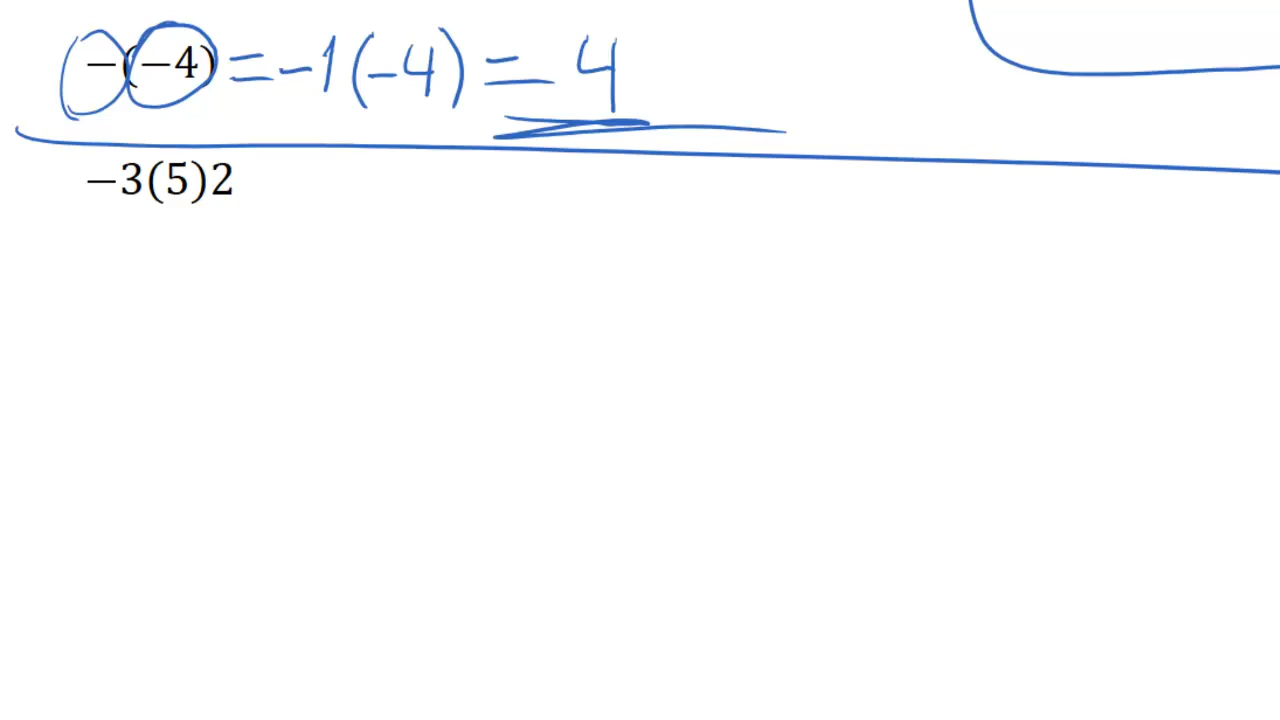 −(−4) = -1(-4) = 4
−3(5)2